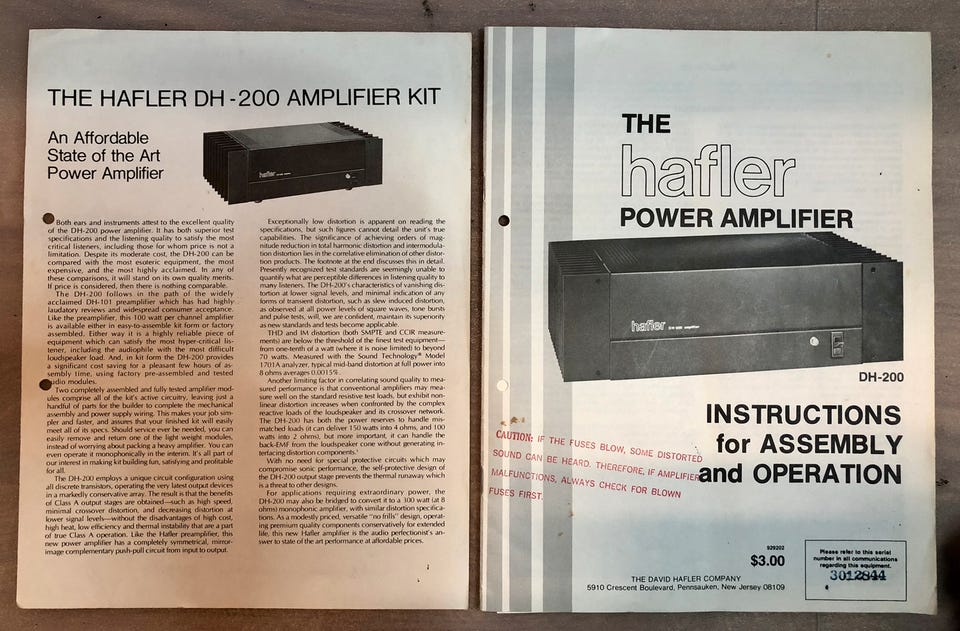 THE HAFLER DH-200 AMPLIFIER KIT
An Affordable
State of the Art
Power Amplifier
hafler
Both ears and instruments attest to the excellent quality
of the DH-200 power amplifier. It has both superior test
specifications and the listening quality to satisfy the most
critical listeners, including those for whom price is not a
limitation. Despite its moderate cost, the DH-200 can be
compared with the most esoteric equipment, the most
expensive, and the most highly acclaimed. In any of
these comparisons, it will stand on its own quality merits.
If price is considered, then there is nothing comparable.
The DH-200 follows in the path of the widely
acclaimed DH-101 preamplifier which has had highly
laudatory reviews and widespread consumer acceptance.
Like the preamplifier, this 100 watt per channel amplifier
is available either in easy-to-assemble kit form or factory
assembled. Either way it is a highly reliable piece of
equipment which can satisfy the most hyper-critical lis-
tener, including the audiophile with the most difficult
loudspeaker load. And, in kit form the DH-200 provides
a significant cost saving for a pleasant few hours of as-
sembly time, using factory pre-assembled and tested
audio modules.
Two completely assembled and fully tested amplifier mod-
ules comprise all of the kit's active circuitry, leaving just a
handful of parts for the builder to complete the mechanical
assembly and power supply wiring. This makes your job sim-
pler and faster, and assures that your finished kit will easily
meet all of its specs. Should service ever be needed, you can
easily remove and return one of the light weight modules,
instead of worrying about packing a heavy amplifier. You can
even operate it monophonically in the interim. It's all part of
our interest in making kit building fun, satisfying and profitable
for all.
The DH-200 employs a unique circuit configuration using
all discrete transistors, operating the very latest output devices
in a markedly conservative array. The result is that the benefits
of Class A output stages are obtained—such as high speed,
minimal crossover distortion, and decreasing distortion at
lower signal levels—without the disadvantages of high cost,
high heat, low efficiency and thermal instability that are a part
of true Class A operation. Like the Hafler preamplifier, this
new power amplifier has a completely symmetrical, mirror-
image complementary push-pull circuit from input to output.
Exceptionally low distortion is apparent on reading the
specifications, but such figures cannot detail the unit's true
capabilities. The significance of achieving orders of mag-
nitude reduction in total harmonic distortion and intermodula-
tion distortion lies in the correlative elimination of other distor-
tion products. The footnote at the end discusses this in detail.
Presently recognized test standards are seemingly unable to
quantify what are perceptible differences in listening quality to
many listeners. The DH-200's characteristics of vanishing dis-
tortion at lower signal levels, and minimal indication of any
forms of transient distortion, such as slew induced distortion,
as observed at all power levels of square waves, tone bursts
and pulse tests, will, we are confident, maintain its superiority
as new standards and tests become applicable.
THD and IM distortion (both SMPTE and CCIR measure-
ments) are below the threshold of the finest test equipment—
from one-tenth of a watt (where it is noise limited) to beyond
70 watts. Measured with the Sound Technology® Model
1701A analyzer, typical mid-band distortion at full power into
8 ohms averages 0.0015%.
Another limiting factor in correlating sound quality to mea-
sured performance is that conventional amplifiers may mea-
sure well on the standard resistive test loads, but exhibit non-
linear distortion increases when confronted by the complex
reactive loads of the loudspeaker and its crossover network.
The DH-200 has both the power reserves to handle mis-
matched loads (it can deliver 150 watts into 4 ohms, and 100
watts into 2 ohms), but more important, it can handle the
back-EMF from the loudspeaker cone without generating in-
terfacing distortion components.¹
With no need for special protective circuits which may
compromise sonic performance, the self-protective design of
the DH-200 output stage prevents the thermal runaway which
is a threat to other designs.
For applications requiring extraordinary power, the
DH-200 may also be bridged to convert it to a 300 watt (at 8
ohms) monophonic amplifier, with similar distortion specifica-
tions. As a modestly priced, versatile "no frills" design, operat-
ing premium quality components conservatively for extended
life, this new Hafler amplifier is the audio perfectionist's an-
swer to state of the art performance at affordable prices.
THE
hafler
POWER AMPLIFIER
hafler DH-200 amplifier
DH-200
INSTRUCTIONS
for ASSEMBLY
and OPERATION
CAUTION: IF THE FUSES BLOW, SOME DISTORTED
SOUND CAN BE HEARD. THEREFORE, IF AMPLIFIER
MALFUNCTIONS, ALWAYS CHECK FOR BLOWN
FUSES FIRST.
929202
$3.00
THE DAVID HAFLER COMPANY
5910 Crescent Boulevard, Pennsauken, New Jersey 08109
Please refer to this serial
number in all communications
regarding this equipment.
3012844